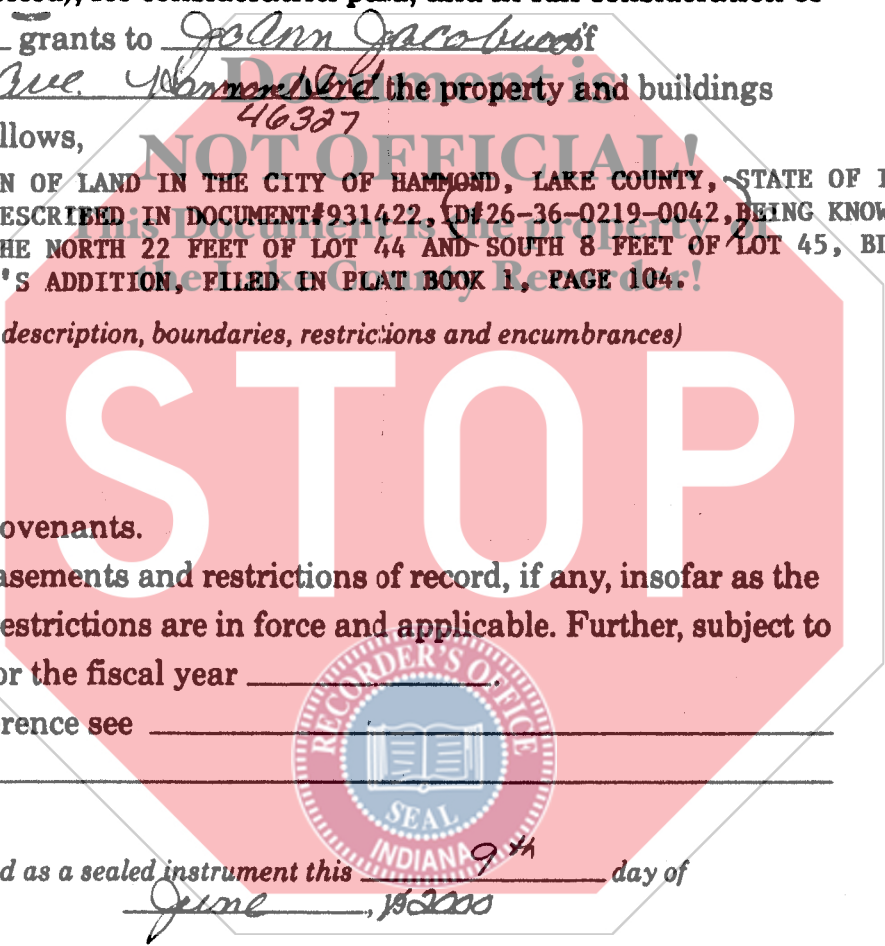 grants to JoAnn Jacobucci of
Ave. Hammond Ind the property and buildings
46327
llows,
N OF LAND IN THE CITY OF HAMMOND, LAKE COUNTY, STATE OF I
ESCRIBED IN DOCUMENT#931422, (ID#26-36-0219-0042,) BEING KNOW
HE NORTH 22 FEET OF LOT 44 AND SOUTH 8 FEET OF LOT 45, Bl
'S ADDITION, FILED IN PLAT BOOK 1, PAGE 104.
description, boundaries, restrictions and encumbrances)
ovenants.
asements and restrictions of record, if any, insofar as the
estrictions are in force and applicable. Further, subject to
or the fiscal year ____.
rence see ____
d as a sealed instrument this 9th day of
June, 2000
Document is
NOT OFFICIAL!
This Document is the property of
the Lake County Recorder!
STOP
RECORDER'S OFFICE
SEAL
INDIANA